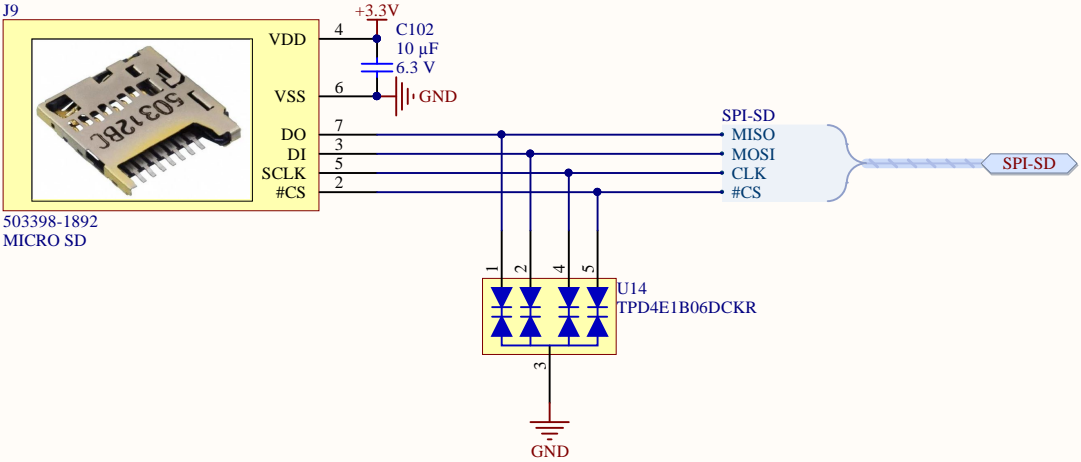 J9
+3.3V
VDD
4
C102
10 µF
6.3 V
VSS
6
GND
50312BC
SPI-SD
DO
7
MISO
DI
3
MOSI
SCLK
5
CLK
#CS
2
#CS
SPI-SD
503398-1892
MICRO SD
1
2
4
5
U14
TPD4E1B06DCKR
3
GND